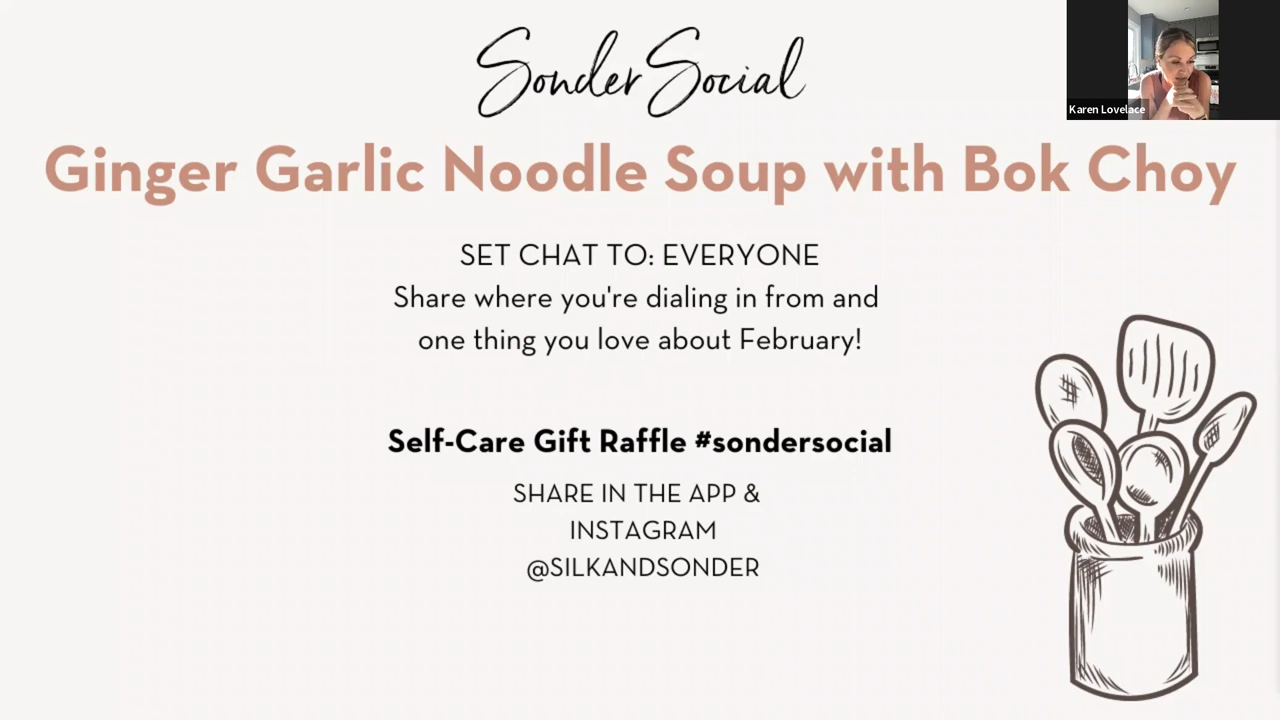 Sonder Social
Karen Lovelace
Ginger Garlic Noodle Soup with Bok Choy
SET CHAT TO: EVERYONE
Share where you're dialing in from and
one thing you love about February!
Self-Care Gift Raffle #sondersocial
SHARE IN THE APP &
INSTAGRAM
@SILKANDSONDER